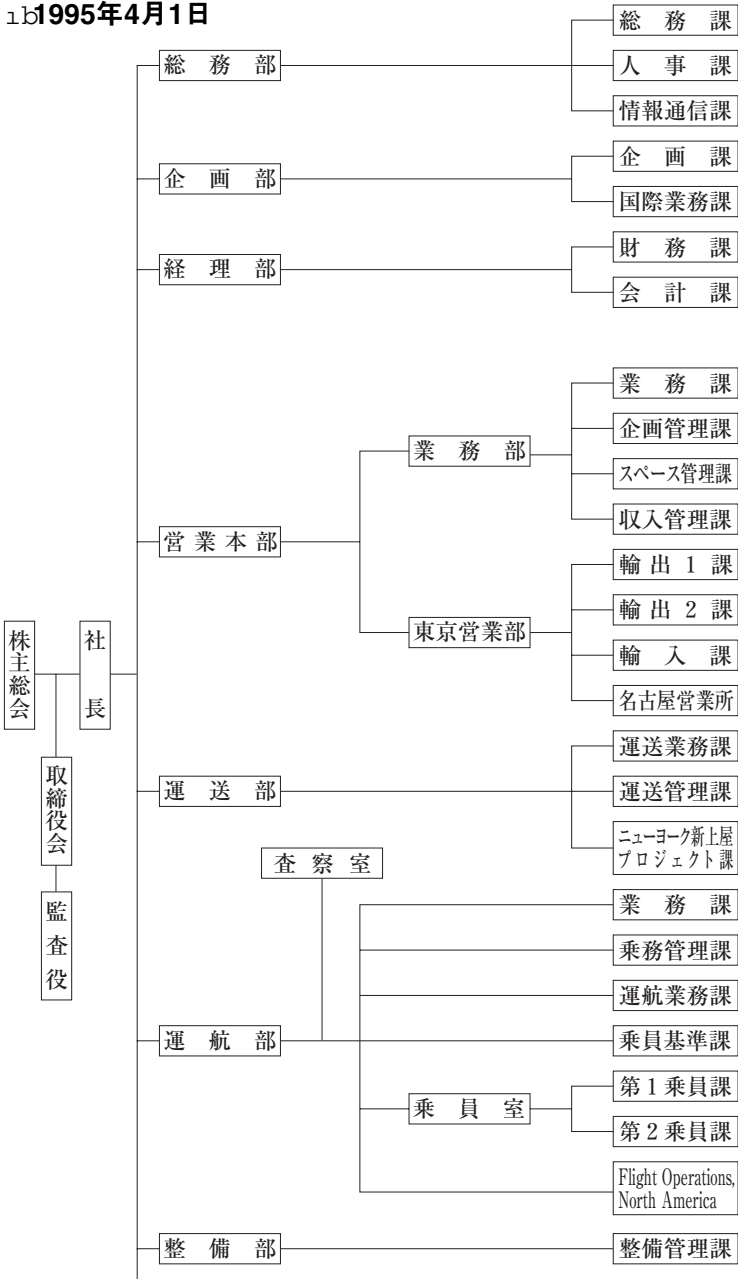 1995年4月1日
総務課
総務部
人事課
情報通信課
企画課
企画部
国際業務課
財務課
経理部
会計課
業務課
企画管理課
業務部
スペース管理課
収入管理課
営業本部
輸出1課
輸出2課
東京営業部
輸入課
名古屋営業所
株主総会
社長
取締役会
監査役
運送業務課
運送部
運送管理課
ニューヨーク新上屋
プロジェクト課
査察室
業務課
乗務管理課
運航業務課
運航部
乗員基準課
第1乗員課
乗員室
第2乗員課
Flight Operations,
North America
整備部
整備管理課